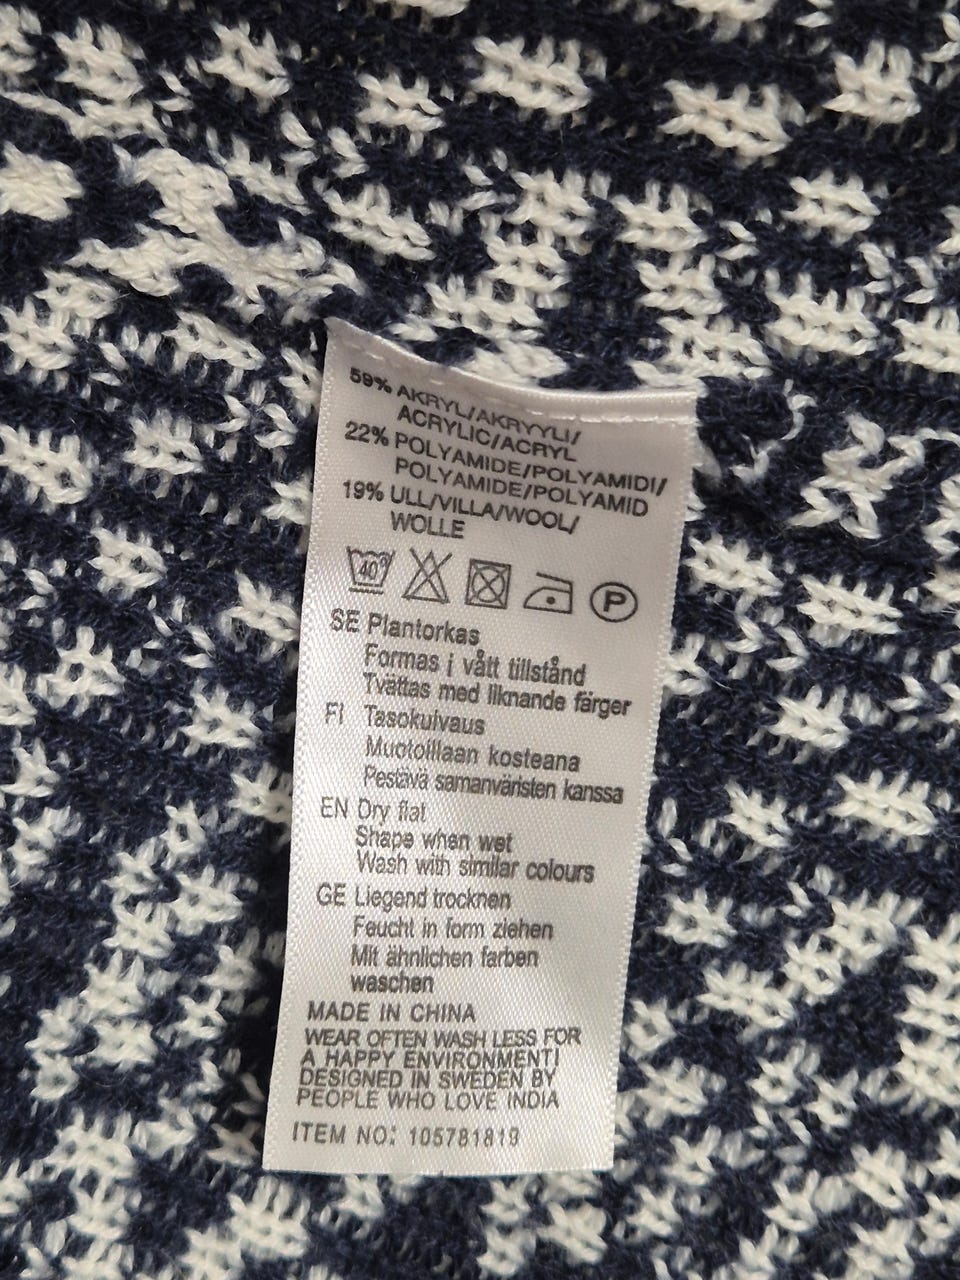 59% AKRYL/AKRYYLI/
ACRYLIC/ACRYL
22% POLYAMIDE/POLYAMIDI/
POLYAMIDE/POLYAMID
19% ULL/VILLA/WOOL/
WOLLE
40° P
SE Plantorkas
Formas i vått tillstånd
Tvättas med liknande färger
FI Tasokuivaus
Muotoillaan kosteana
Pestävä samanväristen kanssa
EN Dry flat
Shape when wet
Wash with similar colours
GE Liegend trocknen
Feucht in form ziehen
Mit ähnlichen farben
waschen
MADE IN CHINA
WEAR OFTEN WASH LESS FOR
A HAPPY ENVIRONMENT!
DESIGNED IN SWEDEN BY
PEOPLE WHO LOVE INDIA
ITEM NO: 105781819